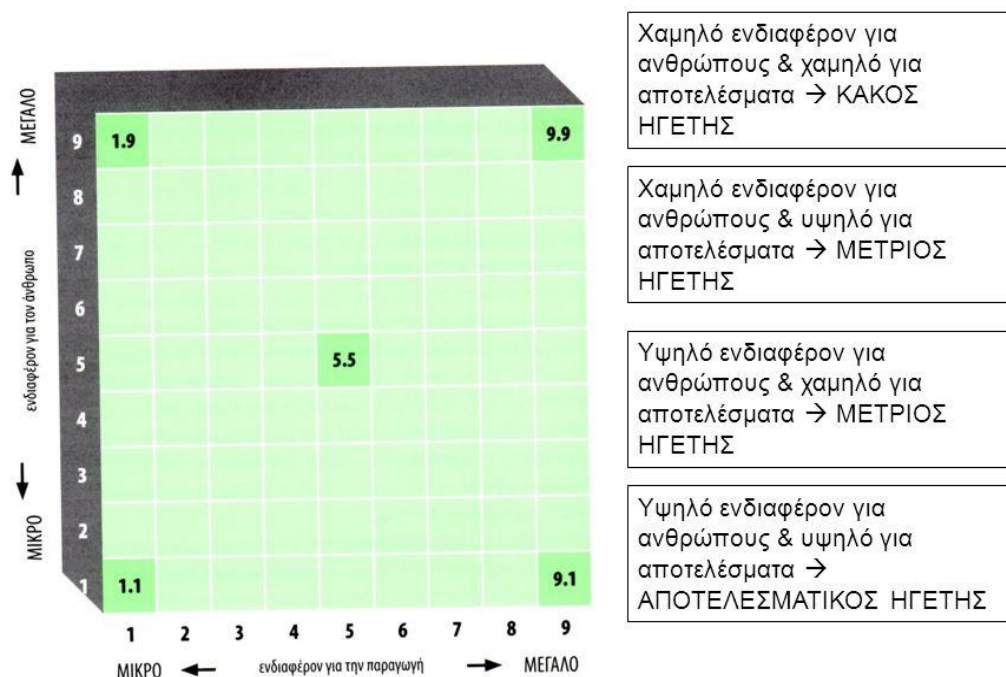 ΜΕΓΑΛΟ
ενδιαφέρον για τον άνθρωπο
ΜΙΚΡΟ
9
8
7
6
5
4
3
2
1
1.9
9.9
5.5
1.1
9.1
1 2 3 4 5 6 7 8 9
ΜΙΚΡΟ ← ενδιαφέρον για την παραγωγή → ΜΕΓΑΛΟ
Χαμηλό ενδιαφέρον για
ανθρώπους & χαμηλό για
αποτελέσματα → ΚΑΚΟΣ
ΗΓΕΤΗΣ
Χαμηλό ενδιαφέρον για
ανθρώπους & υψηλό για
αποτελέσματα → ΜΕΤΡΙΟΣ
ΗΓΕΤΗΣ
Υψηλό ενδιαφέρον για
ανθρώπους & χαμηλό για
αποτελέσματα → ΜΕΤΡΙΟΣ
ΗΓΕΤΗΣ
Υψηλό ενδιαφέρον για
ανθρώπους & υψηλό για
αποτελέσματα →
ΑΠΟΤΕΛΕΣΜΑΤΙΚΟΣ ΗΓΕΤΗΣ